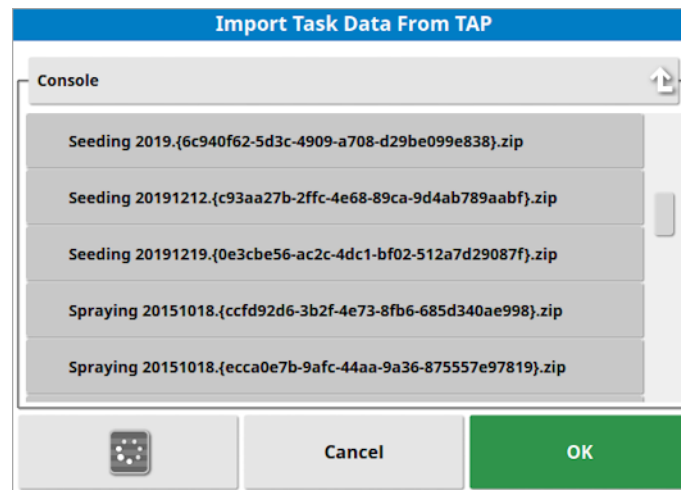 Import Task Data From TAP
Console
Seeding 2019.{6c940f62-5d3c-4909-a708-d29be099e838}.zip
Seeding 20191212.{c93aa27b-2ffc-4e68-89ca-9d4ab789aabf}.zip
Seeding 20191219.{0e3cbe56-ac2c-4dc1-bf02-512a7d29087f}.zip
Spraying 20151018.{ccfd92d6-3b2f-4e73-8fb6-685d340ae998}.zip
Spraying 20151018.{ecca0e7b-9afc-44aa-9a36-875557e97819}.zip
Cancel
OK